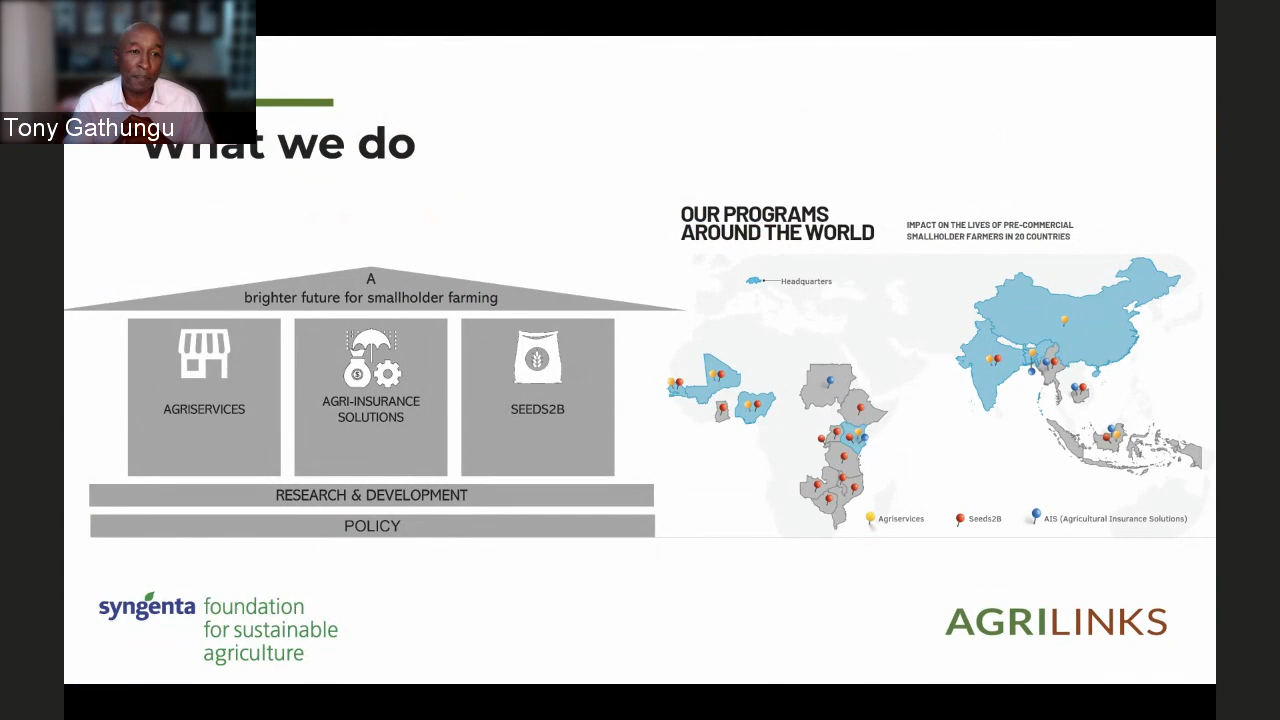 Tony Gathungu
What we do
OUR PROGRAMS
AROUND THE WORLD
IMPACT ON THE LIVES OF PRE-COMMERCIAL
SMALLHOLDER FARMERS IN 20 COUNTRIES
A
brighter future for smallholder farming
AGRISERVICES
AGRI-INSURANCE
SOLUTIONS
SEEDS2B
RESEARCH & DEVELOPMENT
POLICY
Headquarters
Agriservices
Seeds2B
AIS (Agricultural Insurance Solutions)
syngenta foundation
for sustainable
agriculture
AGRILINKS